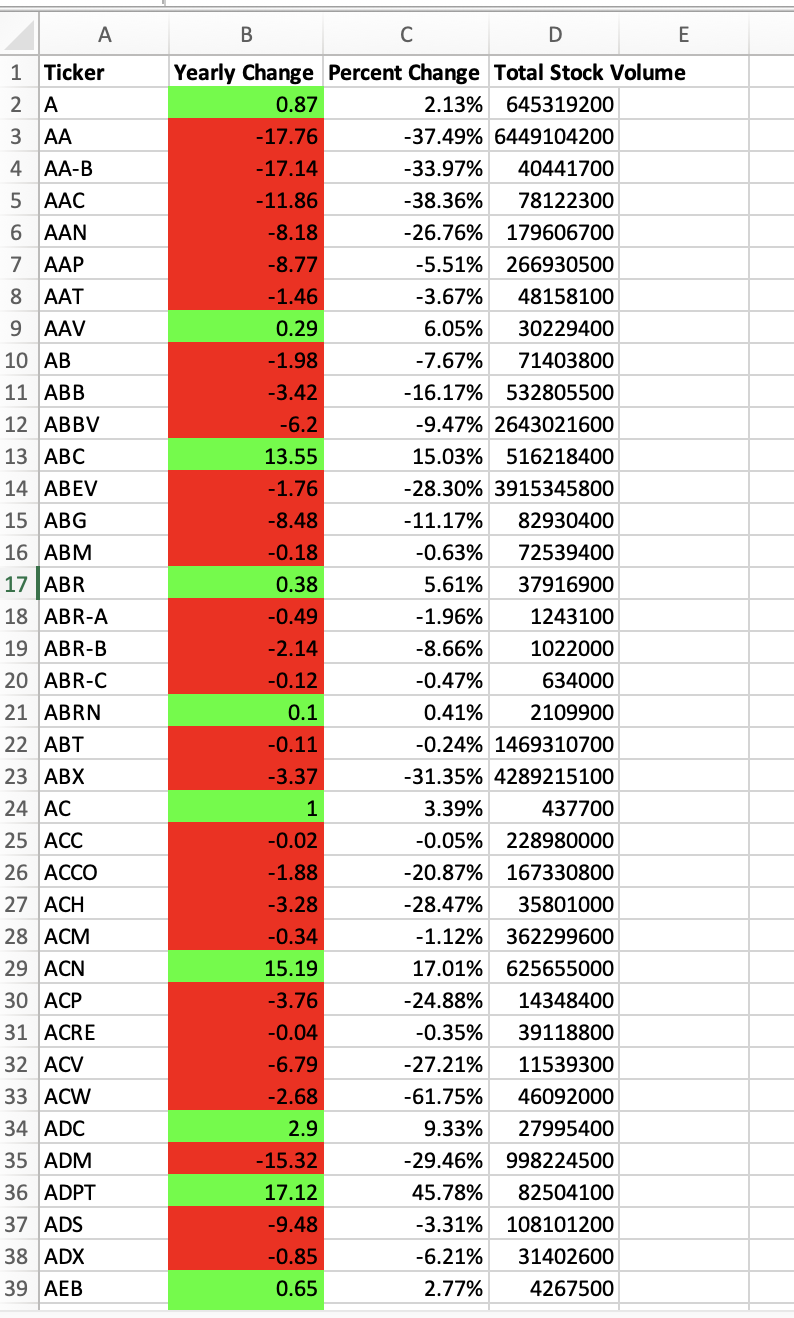 A B C D E
1 Ticker Yearly Change Percent Change Total Stock Volume
2 A 0.87 2.13% 645319200
3 AA -17.76 -37.49% 6449104200
4 AA-B -17.14 -33.97% 40441700
5 AAC -11.86 -38.36% 78122300
6 AAN -8.18 -26.76% 179606700
7 AAP -8.77 -5.51% 266930500
8 AAT -1.46 -3.67% 48158100
9 AAV 0.29 6.05% 30229400
10 AB -1.98 -7.67% 71403800
11 ABB -3.42 -16.17% 532805500
12 ABBV -6.2 -9.47% 2643021600
13 ABC 13.55 15.03% 516218400
14 ABEV -1.76 -28.30% 3915345800
15 ABG -8.48 -11.17% 82930400
16 ABM -0.18 -0.63% 72539400
17 ABR 0.38 5.61% 37916900
18 ABR-A -0.49 -1.96% 1243100
19 ABR-B -2.14 -8.66% 1022000
20 ABR-C -0.12 -0.47% 634000
21 ABRN 0.1 0.41% 2109900
22 ABT -0.11 -0.24% 1469310700
23 ABX -3.37 -31.35% 4289215100
24 AC 1 3.39% 437700
25 ACC -0.02 -0.05% 228980000
26 ACCO -1.88 -20.87% 167330800
27 ACH -3.28 -28.47% 35801000
28 ACM -0.34 -1.12% 362299600
29 ACN 15.19 17.01% 625655000
30 ACP -3.76 -24.88% 14348400
31 ACRE -0.04 -0.35% 39118800
32 ACV -6.79 -27.21% 11539300
33 ACW -2.68 -61.75% 46092000
34 ADC 2.9 9.33% 27995400
35 ADM -15.32 -29.46% 998224500
36 ADPT 17.12 45.78% 82504100
37 ADS -9.48 -3.31% 108101200
38 ADX -0.85 -6.21% 31402600
39 AEB 0.65 2.77% 4267500